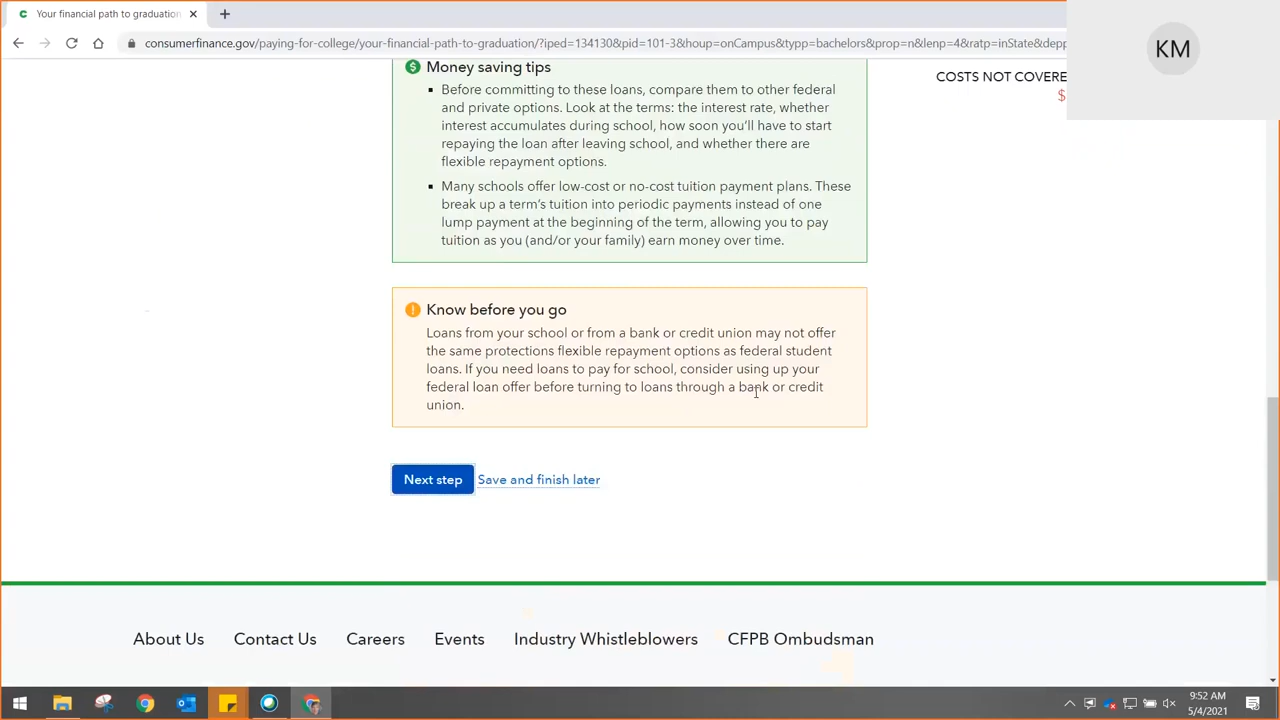 Your financial path to graduation
consumerfinance.gov/paying-for-college/your-financial-path-to-graduation/?iped=134130&pid=101-3&houp=onCampus&typp=bachelors&prop=n&lenp=4&ratp=inState&depp
KM
Money saving tips
COSTS NOT COVERE
$
Before committing to these loans, compare them to other federal
and private options. Look at the terms: the interest rate, whether
interest accumulates during school, how soon you'll have to start
repaying the loan after leaving school, and whether there are
flexible repayment options.
Many schools offer low-cost or no-cost tuition payment plans. These
break up a term's tuition into periodic payments instead of one
lump payment at the beginning of the term, allowing you to pay
tuition as you (and/or your family) earn money over time.
Know before you go
Loans from your school or from a bank or credit union may not offer
the same protections flexible repayment options as federal student
loans. If you need loans to pay for school, consider using up your
federal loan offer before turning to loans through a bank or credit
union.
Next step Save and finish later
About Us Contact Us Careers Events Industry Whistleblowers CFPB Ombudsman
9:52 AM
5/4/2021